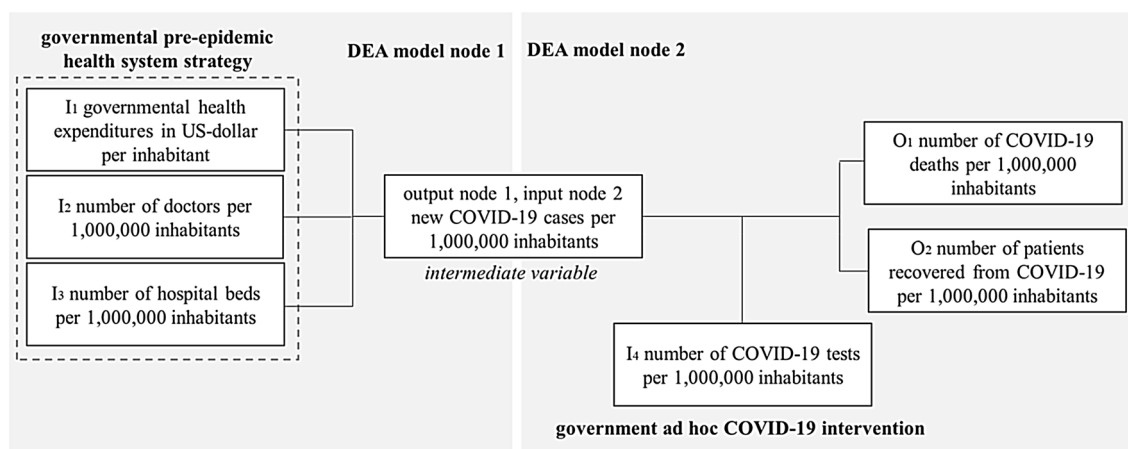 governmental pre-epidemic
health system strategy
DEA model node 1
DEA model node 2
I1 governmental health
expenditures in US-dollar
per inhabitant
I2 number of doctors per
1,000,000 inhabitants
I3 number of hospital beds
per 1,000,000 inhabitants
output node 1, input node 2
new COVID-19 cases per
1,000,000 inhabitants
intermediate variable
O1 number of COVID-19
deaths per 1,000,000
inhabitants
O2 number of patients
recovered from COVID-19
per 1,000,000 inhabitants
I4 number of COVID-19 tests
per 1,000,000 inhabitants
government ad hoc COVID-19 intervention